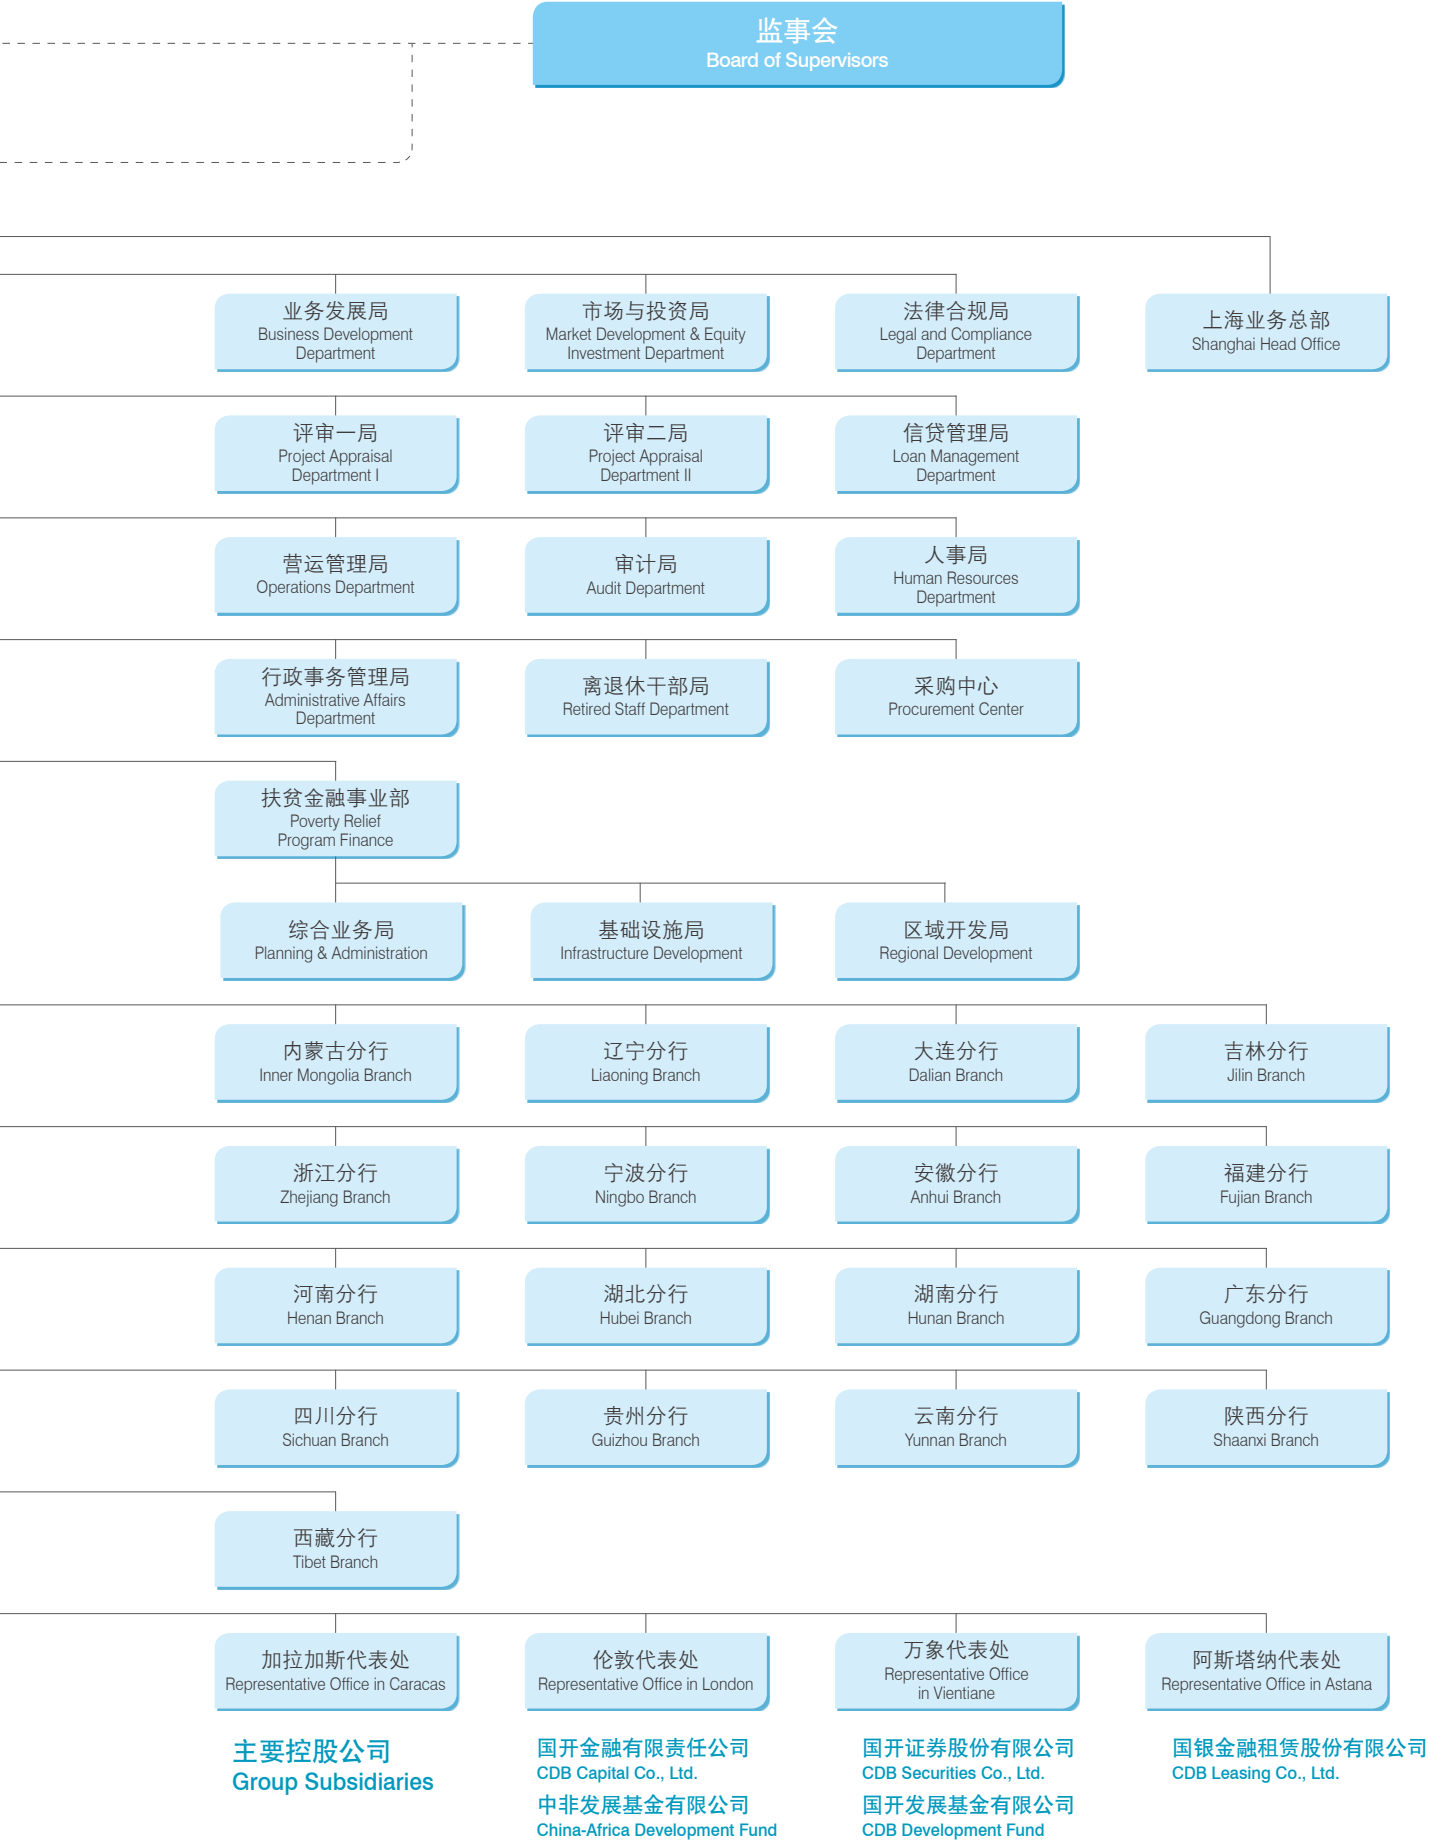 监事会
Board of Supervisors
业务发展局
Business Development
Department
市场与投资局
Market Development & Equity
Investment Department
法律合规局
Legal and Compliance
Department
上海业务总部
Shanghai Head Office
评审一局
Project Appraisal
Department I
评审二局
Project Appraisal
Department II
信贷管理局
Loan Management
Department
营运管理局
Operations Department
审计局
Audit Department
人事局
Human Resources
Department
行政事务管理局
Administrative Affairs
Department
离退休干部局
Retired Staff Department
采购中心
Procurement Center
扶贫金融事业部
Poverty Relief
Program Finance
综合业务局
Planning & Administration
基础设施局
Infrastructure Development
区域开发局
Regional Development
内蒙古分行
Inner Mongolia Branch
辽宁分行
Liaoning Branch
大连分行
Dalian Branch
吉林分行
Jilin Branch
浙江分行
Zhejiang Branch
宁波分行
Ningbo Branch
安徽分行
Anhui Branch
福建分行
Fujian Branch
河南分行
Henan Branch
湖北分行
Hubei Branch
湖南分行
Hunan Branch
广东分行
Guangdong Branch
四川分行
Sichuan Branch
贵州分行
Guizhou Branch
云南分行
Yunnan Branch
陕西分行
Shaanxi Branch
西藏分行
Tibet Branch
加拉加斯代表处
Representative Office in Caracas
伦敦代表处
Representative Office in London
万象代表处
Representative Office
in Vientiane
阿斯塔纳代表处
Representative Office in Astana
主要控股公司
Group Subsidiaries
国开金融有限责任公司
CDB Capital Co., Ltd.
中非发展基金有限公司
China-Africa Development Fund
国开证券股份有限公司
CDB Securities Co., Ltd.
国开发展基金有限公司
CDB Development Fund
国银金融租赁股份有限公司
CDB Leasing Co., Ltd.